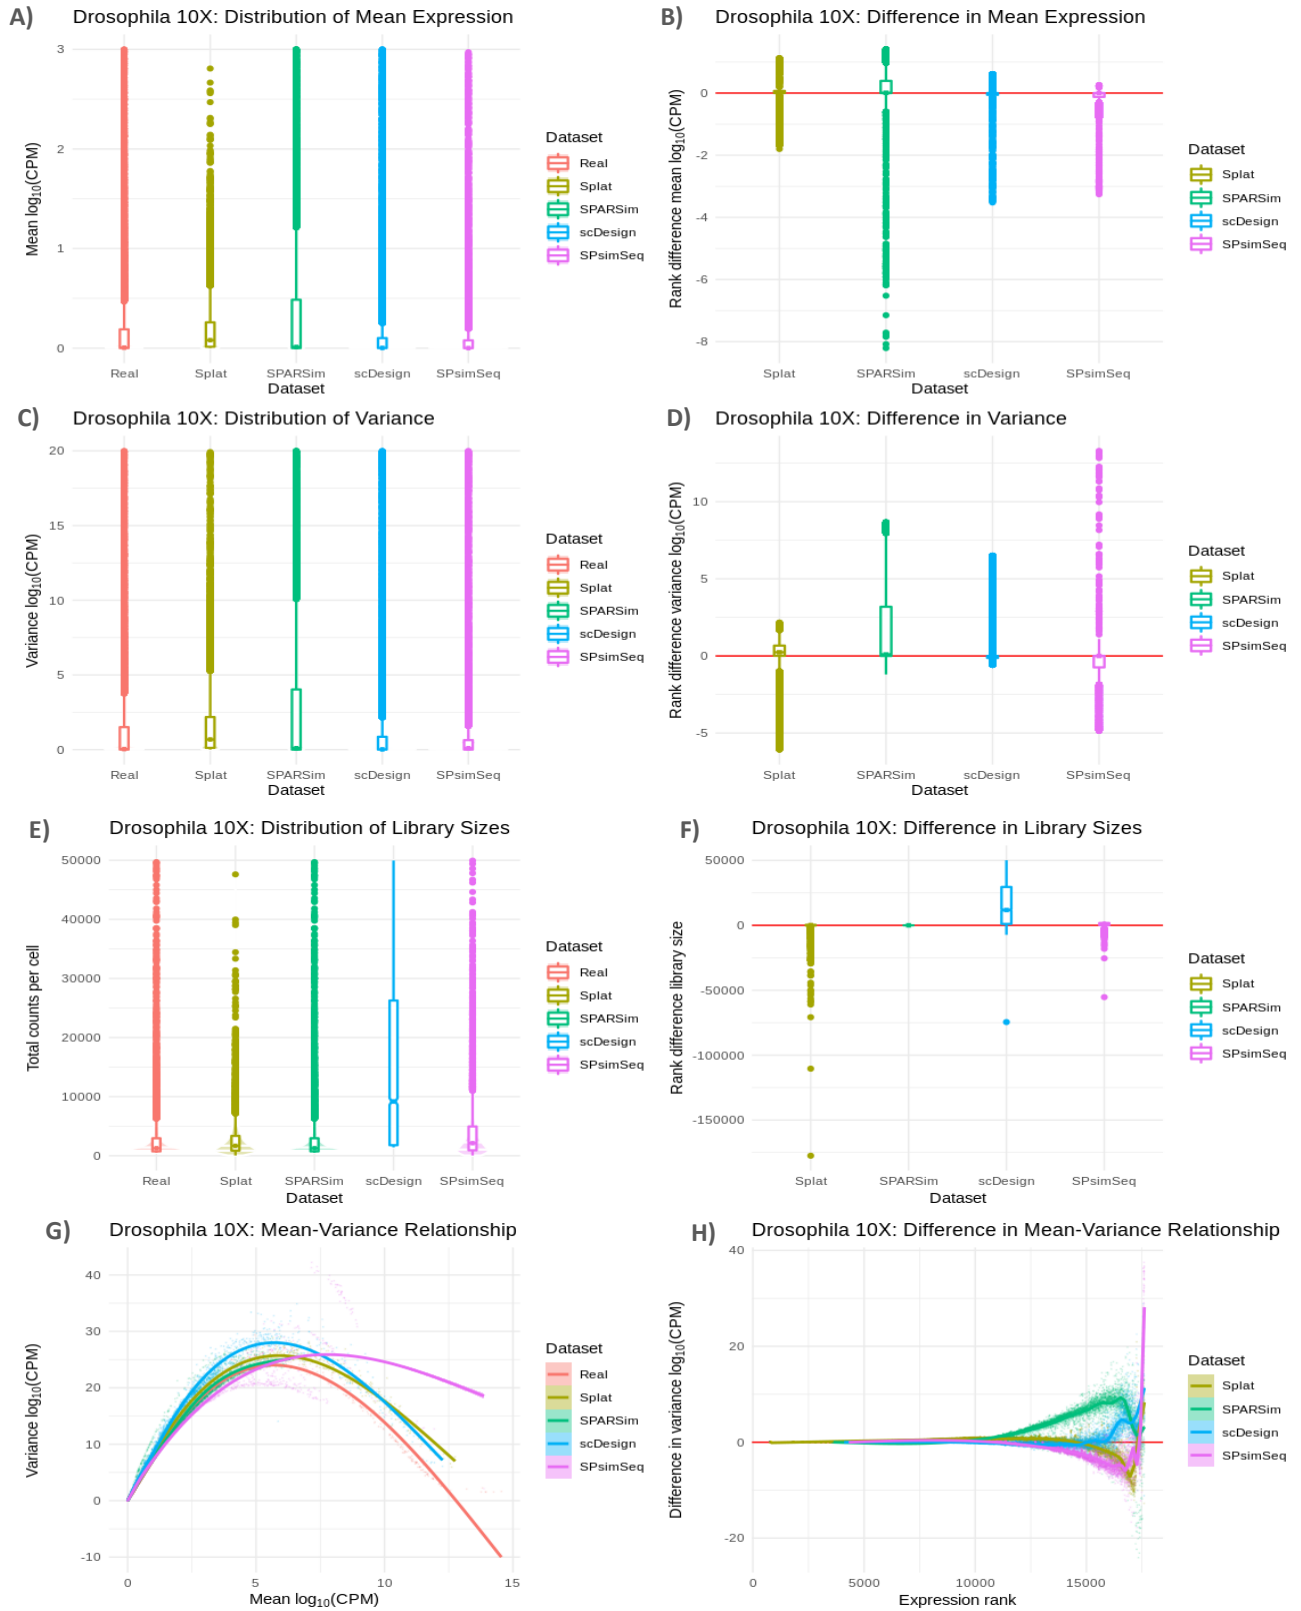 A) Drosophila 10X: Distribution of Mean Expression
3
2
1
0
Mean log10(CPM)
Real
Splat
SPARSim
scDesign
SPsimSeq
Dataset
Dataset
Real
Splat
SPARSim
scDesign
SPsimSeq
B) Drosophila 10X: Difference in Mean Expression
0
-2
-4
-6
-8
Rank difference mean log10(CPM)
Splat
SPARSim
scDesign
SPsimSeq
Dataset
Dataset
Splat
SPARSim
scDesign
SPsimSeq
C) Drosophila 10X: Distribution of Variance
20
15
10
5
0
Variance log10(CPM)
Real
Splat
SPARSim
scDesign
SPsimSeq
Dataset
Dataset
Real
Splat
SPARSim
scDesign
SPsimSeq
D) Drosophila 10X: Difference in Variance
10
5
0
-5
Rank difference variance log10(CPM)
Splat
SPARSim
scDesign
SPsimSeq
Dataset
Dataset
Splat
SPARSim
scDesign
SPsimSeq
E) Drosophila 10X: Distribution of Library Sizes
50000
40000
30000
20000
10000
0
Total counts per cell
Real
Splat
SPARSim
scDesign
SPsimSeq
Dataset
Dataset
Real
Splat
SPARSim
scDesign
SPsimSeq
F) Drosophila 10X: Difference in Library Sizes
50000
0
-50000
-100000
-150000
Rank difference library size
Splat
SPARSim
scDesign
SPsimSeq
Dataset
Dataset
Splat
SPARSim
scDesign
SPsimSeq
G) Drosophila 10X: Mean-Variance Relationship
40
30
20
10
0
-10
Variance log10(CPM)
0
5
10
15
Mean log10(CPM)
Dataset
Real
Splat
SPARSim
scDesign
SPsimSeq
H) Drosophila 10X: Difference in Mean-Variance Relationship
40
20
0
-20
Difference in variance log10(CPM)
0
5000
10000
15000
Expression rank
Dataset
Splat
SPARSim
scDesign
SPsimSeq